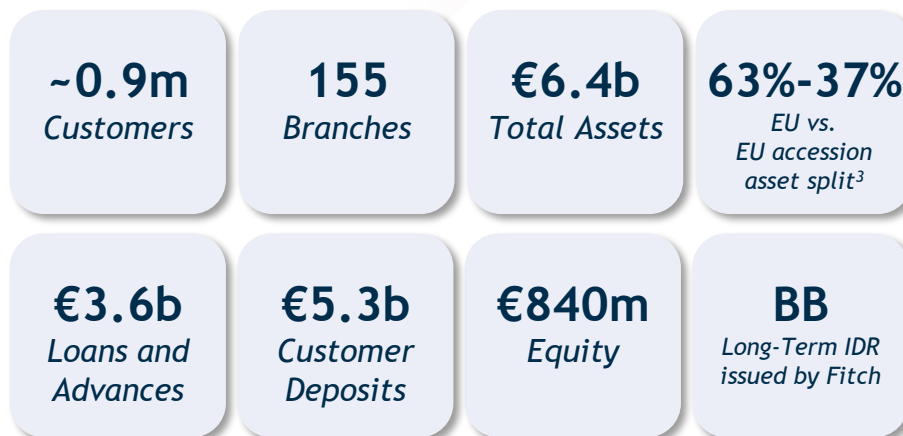 ~0.9m
Customers
155
Branches
€6.4b
Total Assets
63%-37%
EU vs.
EU accession
asset split³
€3.6b
Loans and
Advances
€5.3b
Customer
Deposits
€840m
Equity
BB
Long-Term IDR
issued by Fitch